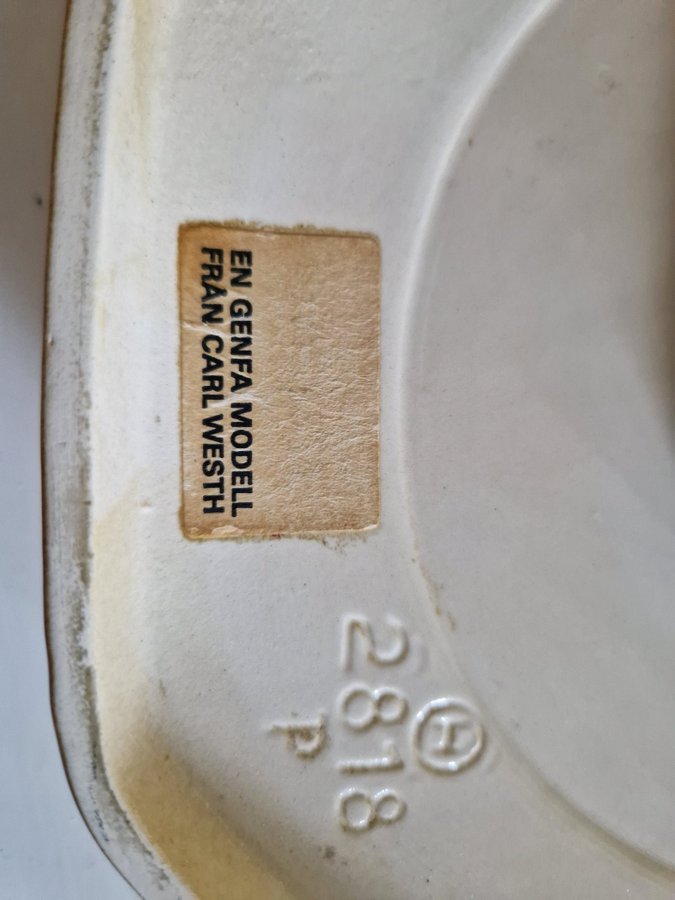 EN GENFA MODELL
FRÅN CARL WESTH
H
2818
p